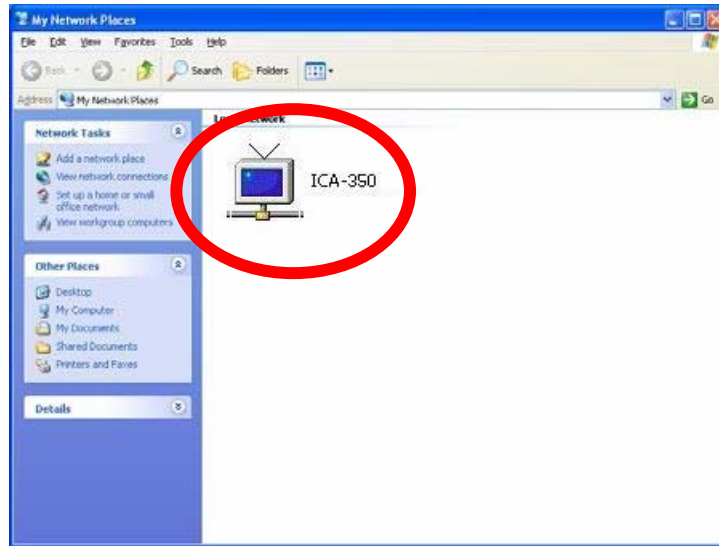 My Network Places
File Edit View Favorites Tools Help
Back Search Folders
Address My Network Places Go
Local Network
Network Tasks
Add a network place
View network connections
Set up a home or small
office network
View workgroup computers
ICA-350
Other Places
Desktop
My Computer
My Documents
Shared Documents
Printers and Faxes
Details